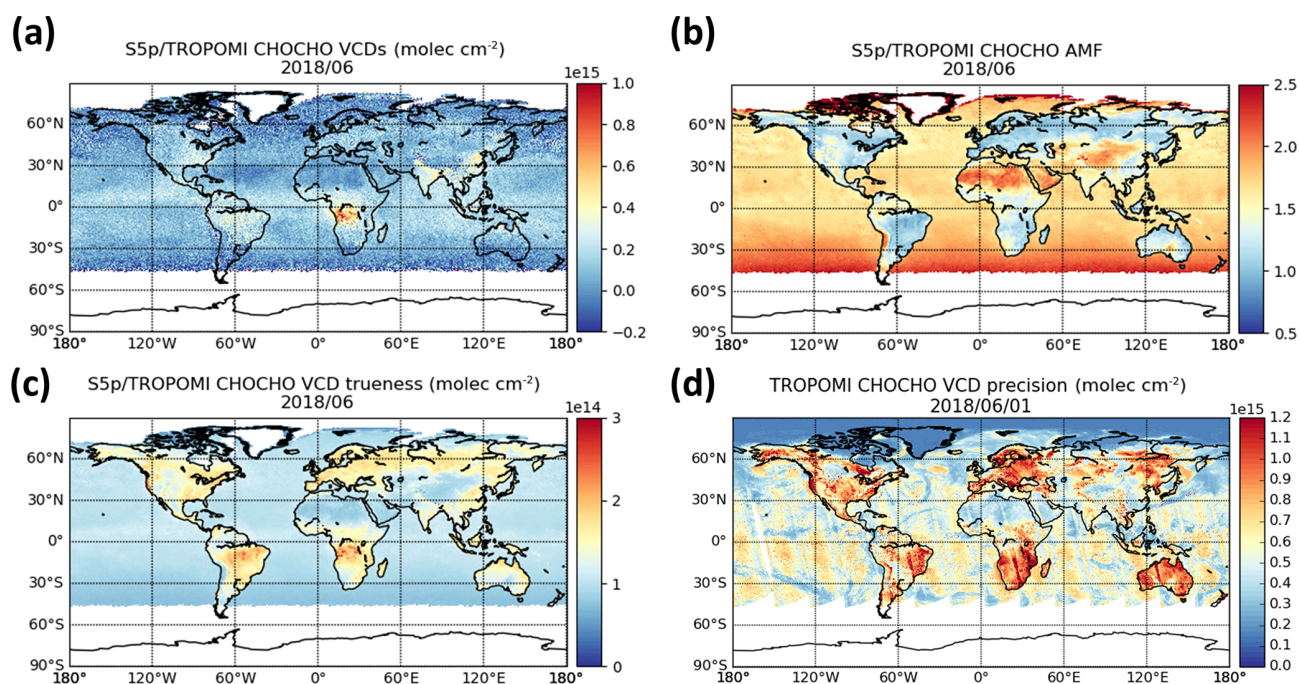 (a)
S5p/TROPOMI CHOCHO VCDs (molec cm-2)
2018/06
1e15
1.0
0.8
0.6
0.4
0.2
0.0
−0.2
60°N
30°N
0°
30°S
60°S
90°S
180° 120°W 60°W 0° 60°E 120°E 180°
(b)
S5P/TROPOMI CHOCHO AMF
2018/06
2.5
2.0
1.5
1.0
0.5
60°N
30°N
0°
30°S
60°S
90°S
180° 120°W 60°W 0° 60°E 120°E 180°
(c)
S5p/TROPOMI CHOCHO VCD trueness (molec cm-2)
2018/06
1e14
3
2
1
0
60°N
30°N
0°
30°S
60°S
90°S
180° 120°W 60°W 0° 60°E 120°E 180°
(d)
TROPOMI CHOCHO VCD precision (molec cm-2)
2018/06/01
1e15
1.2
1.1
1.0
0.9
0.8
0.7
0.6
0.5
0.4
0.3
0.2
0.1
0.0
60°N
30°N
0°
30°S
60°S
90°S
180° 120°W 60°W 0° 60°E 120°E 180°